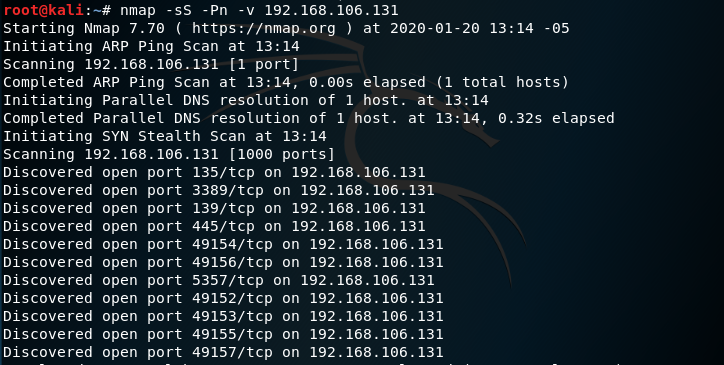 root@kali:~# nmap -sS -Pn -v 192.168.106.131
Starting Nmap 7.70 ( https://nmap.org ) at 2020-01-20 13:14 -05
Initiating ARP Ping Scan at 13:14
Scanning 192.168.106.131 [1 port]
Completed ARP Ping Scan at 13:14, 0.00s elapsed (1 total hosts)
Initiating Parallel DNS resolution of 1 host. at 13:14
Completed Parallel DNS resolution of 1 host. at 13:14, 0.32s elapsed
Initiating SYN Stealth Scan at 13:14
Scanning 192.168.106.131 [1000 ports]
Discovered open port 135/tcp on 192.168.106.131
Discovered open port 3389/tcp on 192.168.106.131
Discovered open port 139/tcp on 192.168.106.131
Discovered open port 445/tcp on 192.168.106.131
Discovered open port 49154/tcp on 192.168.106.131
Discovered open port 49156/tcp on 192.168.106.131
Discovered open port 5357/tcp on 192.168.106.131
Discovered open port 49152/tcp on 192.168.106.131
Discovered open port 49153/tcp on 192.168.106.131
Discovered open port 49155/tcp on 192.168.106.131
Discovered open port 49157/tcp on 192.168.106.131